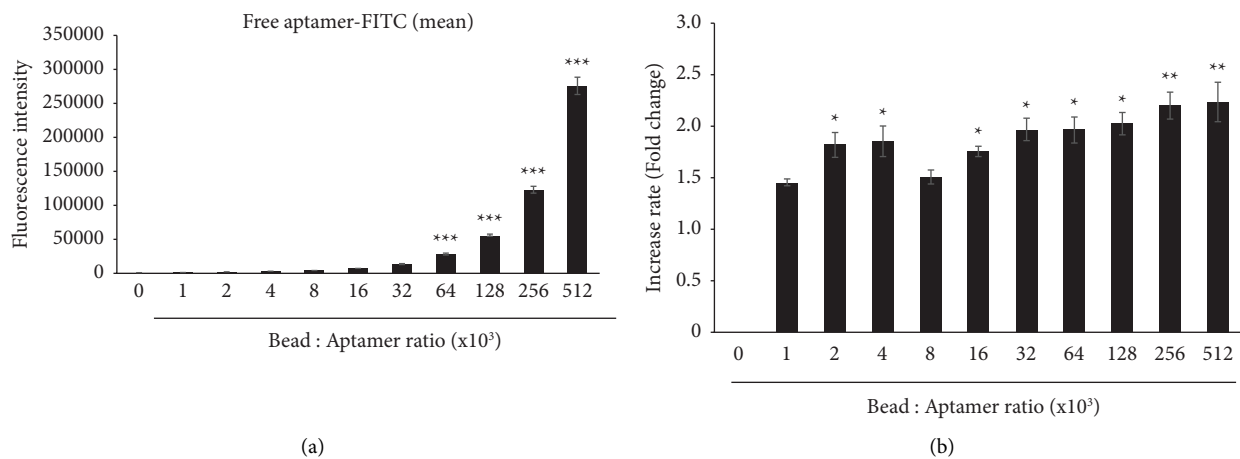 Free aptamer-FITC (mean)
Fluorescence intensity
350000
300000
250000
200000
150000
100000
50000
0
***
***
***
***
0 1 2 4 8 16 32 64 128 256 512
Bead : Aptamer ratio (x10³)
(a)
Increase rate (Fold change)
3.0
2.5
2.0
1.5
1.0
0.5
0
* * * * * * ** **
0 1 2 4 8 16 32 64 128 256 512
Bead : Aptamer ratio (x10³)
(b)